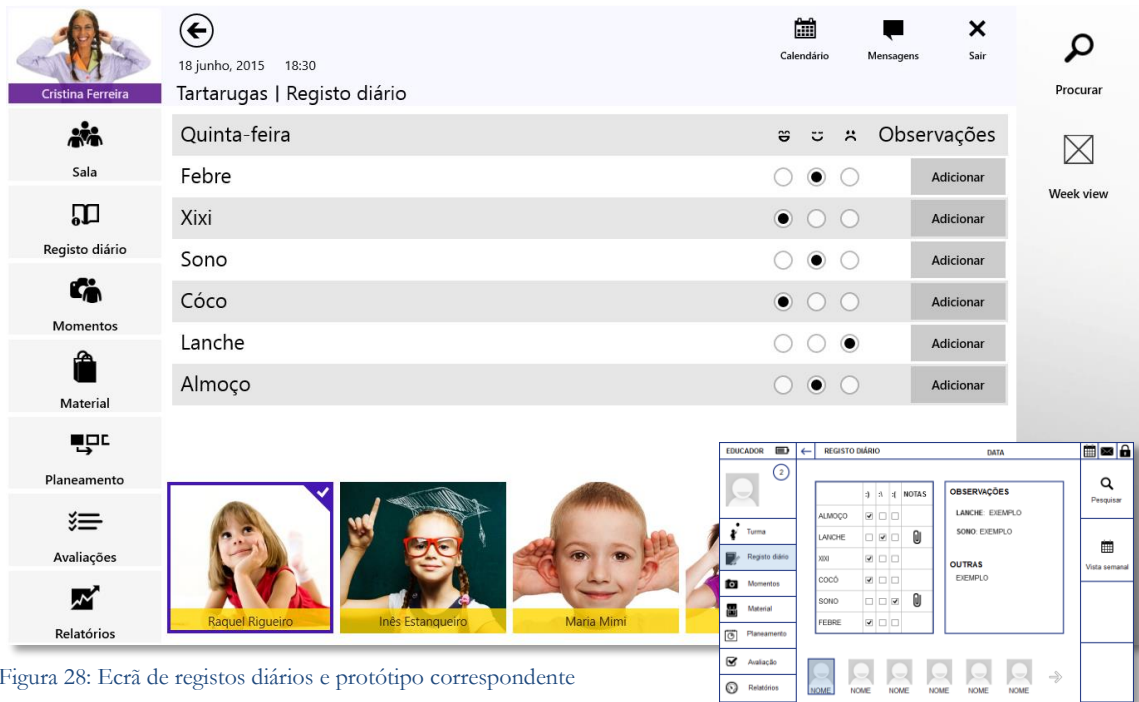 Cristina Ferreira
Sala
Registo diário
Momentos
Material
Planeamento
Avaliações
Relatórios
18 junho, 2015 18:30
Tartarugas | Registo diário
Calendário
Mensagens
Sair
Procurar
Week view
Quinta-feira Observações
Febre Adicionar
Xixi Adicionar
Sono Adicionar
Cóco Adicionar
Lanche Adicionar
Almoço Adicionar
Raquel Rigueiro
Inês Estanqueiro
Maria Mimi
EDUCADOR
REGISTO DIÁRIO
DATA
2
Turma
Registo diário
Momentos
Material
Planeamento
Avaliação
Relatórios
:) :\ :( NOTAS
ALMOÇO
LANCHE
XIXI
COCÓ
SONO
FEBRE
OBSERVAÇÕES
LANCHE: EXEMPLO
SONO: EXEMPLO
OUTRAS
EXEMPLO
Pesquisar
Vista semanal
NOME NOME NOME NOME NOME NOME
Figura 28: Ecrã de registos diários e protótipo correspondente